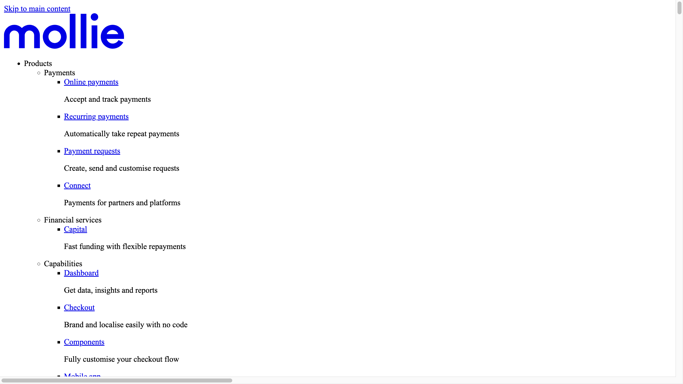 Skip to main content
mollie
Products
Payments
Online payments
Accept and track payments
Recurring payments
Automatically take repeat payments
Payment requests
Create, send and customise requests
Connect
Payments for partners and platforms
Financial services
Capital
Fast funding with flexible repayments
Capabilities
Dashboard
Get data, insights and reports
Checkout
Brand and localise easily with no code
Components
Fully customise your checkout flow
Mobile app